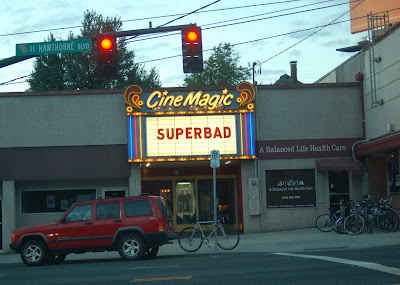 SE HAWTHORNE BLVD
CineMagic
SUPERBAD
A Balanced Life Health Care